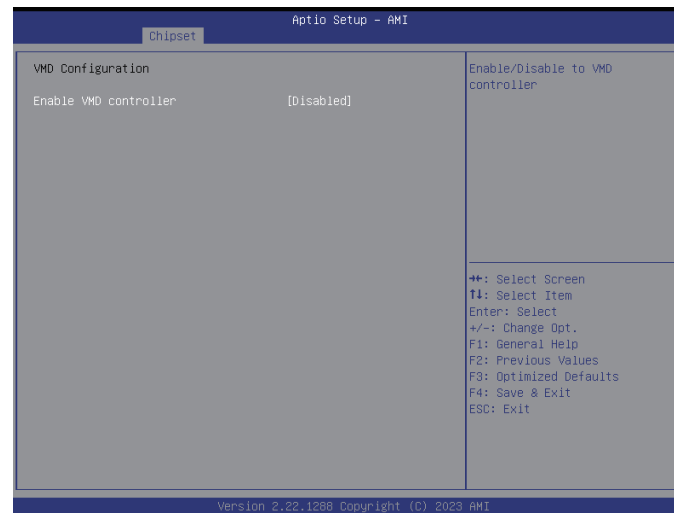 Aptio Setup – AMI
Chipset
VMD Configuration
Enable VMD controller [Disabled]
Enable/Disable to VMD
controller
→←: Select Screen
↑↓: Select Item
Enter: Select
+/-: Change Opt.
F1: General Help
F2: Previous Values
F3: Optimized Defaults
F4: Save & Exit
ESC: Exit
Version 2.22.1288 Copyright (C) 2023 AMI